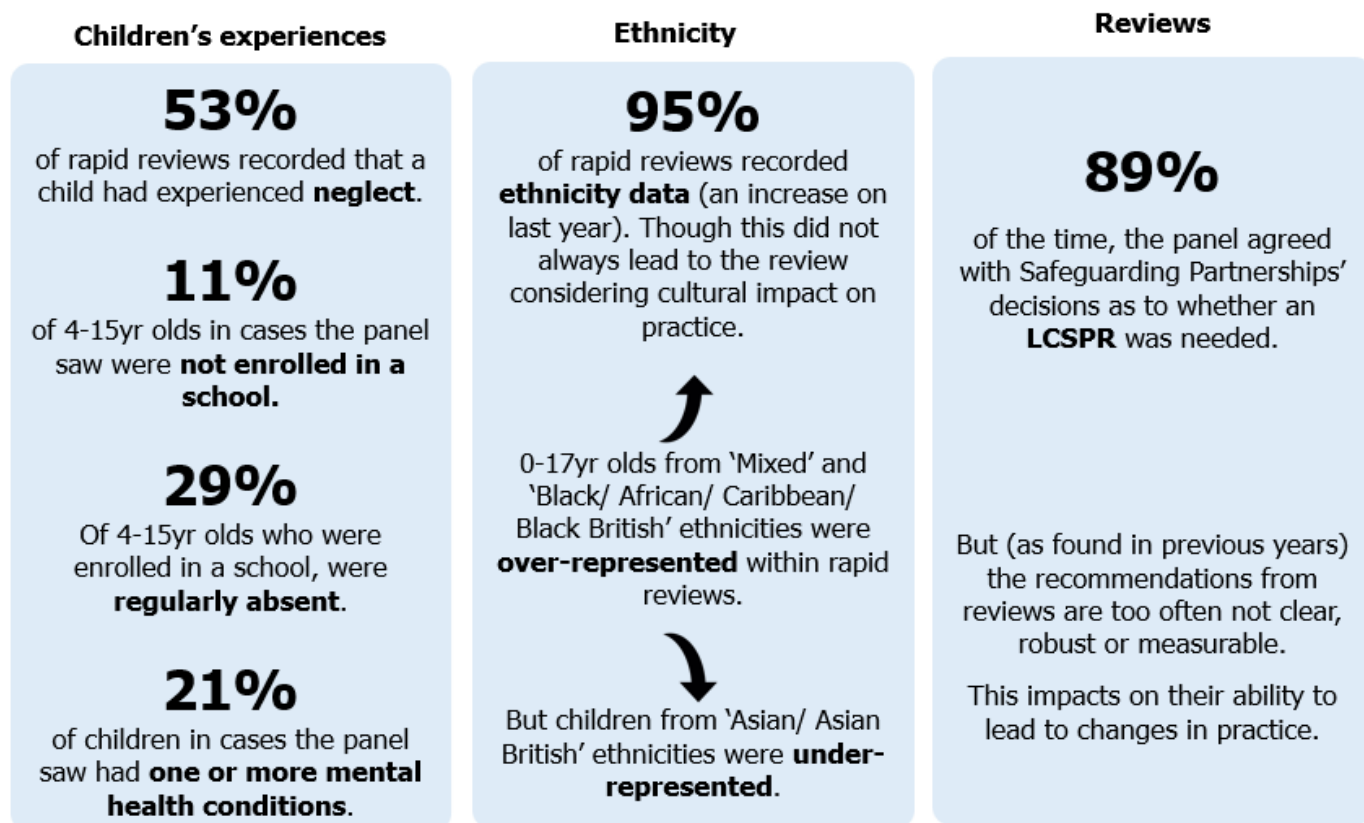 Children's experiences
53%
of rapid reviews recorded that a
child had experienced neglect.
11%
of 4-15yr olds in cases the panel
saw were not enrolled in a
school.
29%
Of 4-15yr olds who were
enrolled in a school, were
regularly absent.
21%
of children in cases the panel
saw had one or more mental
health conditions.
Ethnicity
95%
of rapid reviews recorded
ethnicity data (an increase on
last year). Though this did not
always lead to the review
considering cultural impact on
practice.
0-17yr olds from ‘Mixed’ and
‘Black/ African/ Caribbean/
Black British’ ethnicities were
over-represented within rapid
reviews.
But children from ‘Asian/ Asian
British’ ethnicities were under-
represented.
Reviews
89%
of the time, the panel agreed
with Safeguarding Partnerships’
decisions as to whether an
LCSPR was needed.
But (as found in previous years)
the recommendations from
reviews are too often not clear,
robust or measurable.
This impacts on their ability to
lead to changes in practice.